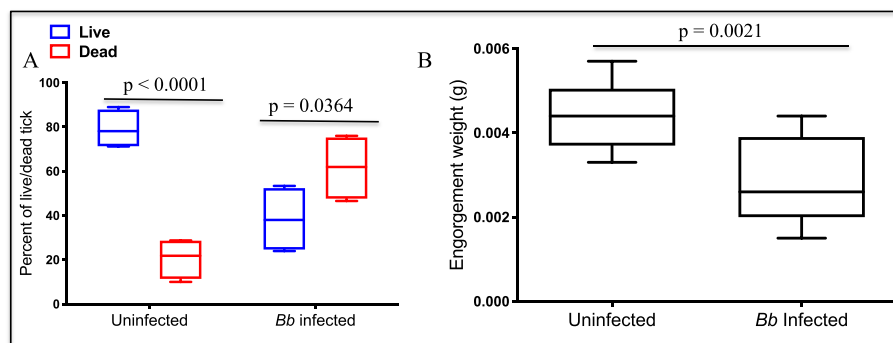 Live
Dead
A
p < 0.0001
p = 0.0364
Percent of live/dead tick
100
80
60
40
20
0
Uninfected
Bb infected
B
p = 0.0021
Engorgement weight (g)
0.006
0.004
0.002
0.000
Uninfected
Bb Infected